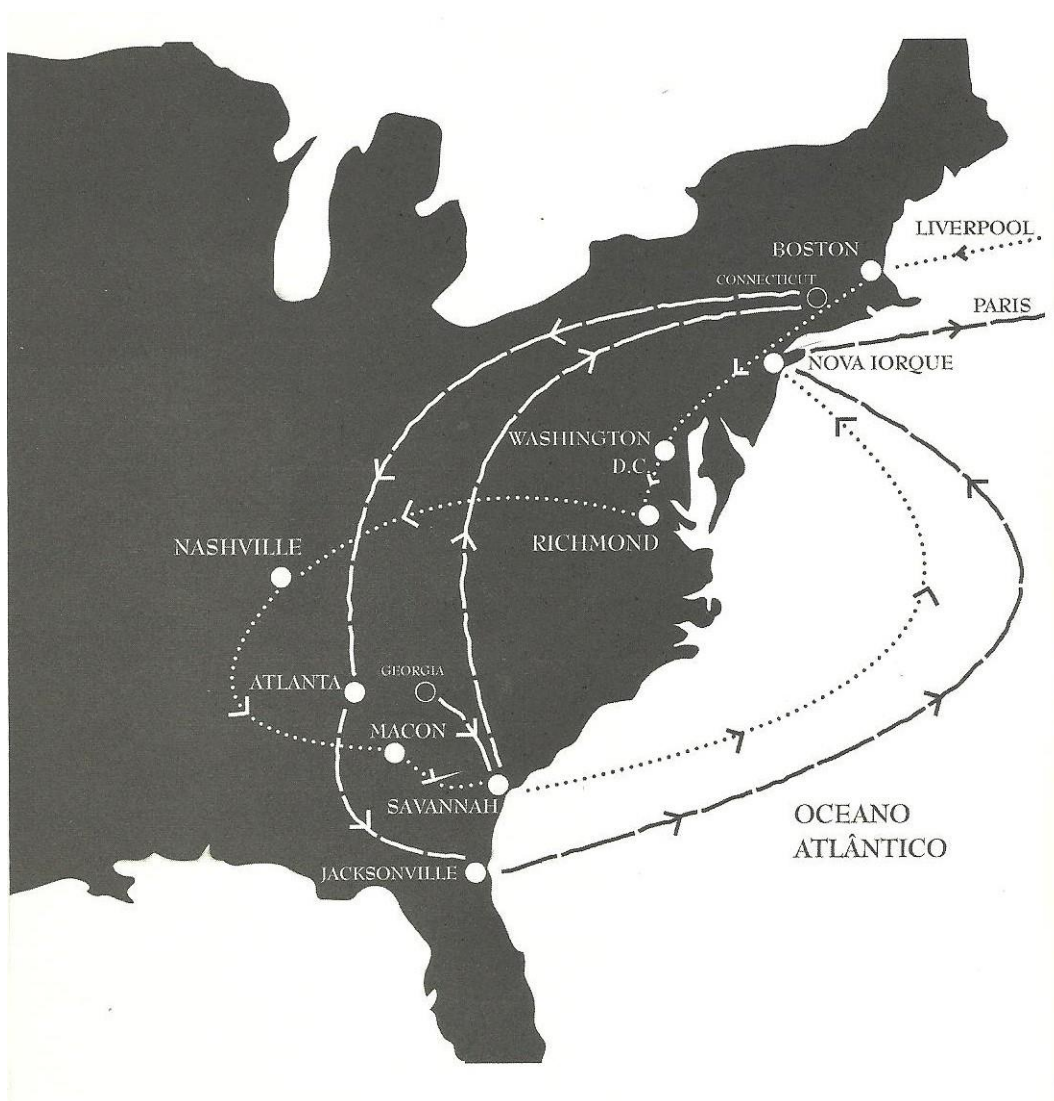 LIVERPOOL
BOSTON
CONNECTICUT
PARIS
NOVA IORQUE
WASHINGTON
D.C.
RICHMOND
NASHVILLE
GEORGIA
ATLANTA
MACON
SAVANNAH
OCEANO
ATLÂNTICO
JACKSONVILLE